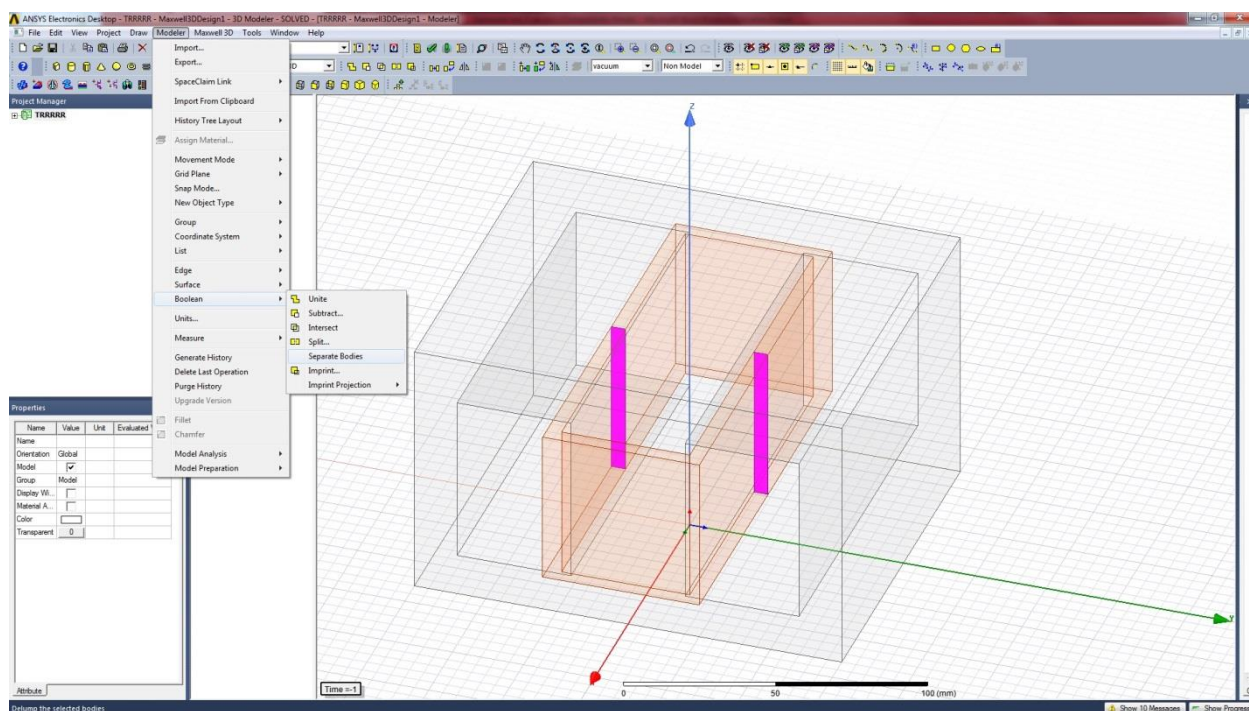 ANSYS Electronics Desktop - TRRRRR - Maxwell3DDesign1 - 3D Modeler - SOLVED - [TRRRRR - Maxwell3DDesign1 - Modeler]
File Edit View Project Draw Modeler Maxwell 3D Tools Window Help
vacuum Non Model
Project Manager
TRRRRR
Import...
Export...
SpaceClaim Link
Import From Clipboard
History Tree Layout
Assign Material...
Movement Mode
Grid Plane
Snap Mode...
New Object Type
Group
Coordinate System
List
Edge
Surface
Boolean
Units...
Measure
Generate History
Delete Last Operation
Purge History
Upgrade Version
Fillet
Chamfer
Model Analysis
Model Preparation
Unite
Subtract...
Intersect
Split...
Separate Bodies
Imprint...
Imprint Projection
Properties
Name Value Unit Evaluated
Name
Orientation Global
Model
Group Model
Display Wi...
Material A...
Color
Transparent 0
Attribute
Z
Y
Time =-1
0 50 100 (mm)
Delump the selected bodies
Show 10 Messages Show Progress